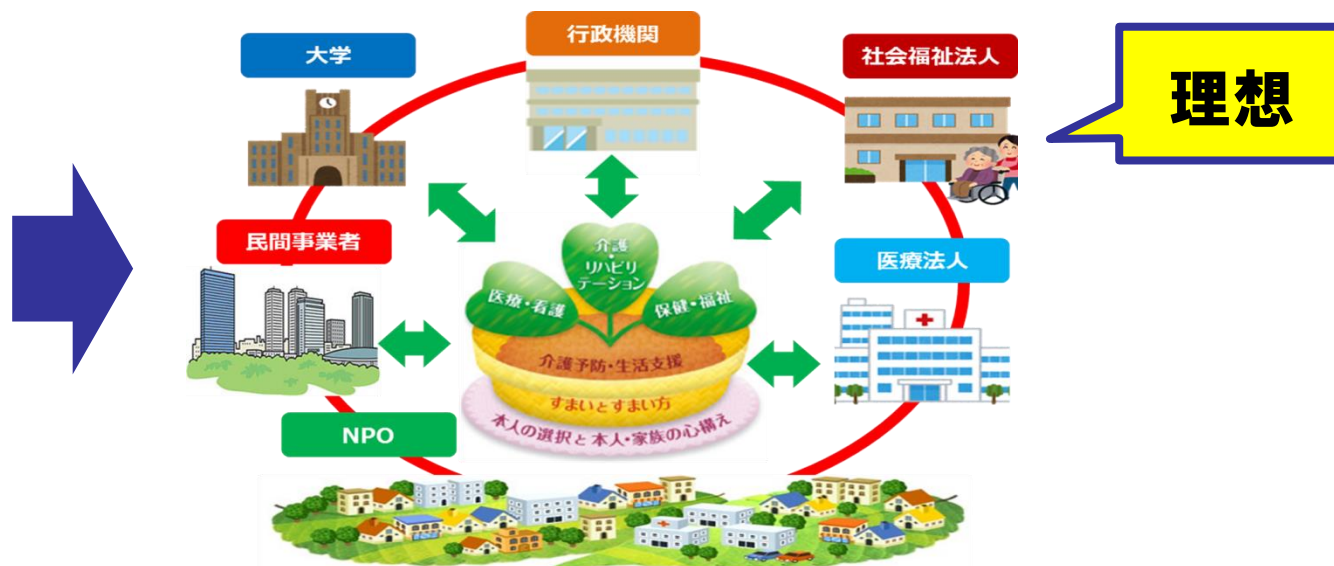 行政機関
大学
社会福祉法人
理想
民間事業者
医療法人
介護
・
リハビリ
テーション
医療・看護
保健・福祉
介護予防・生活支援
すまいとすまい方
本人の選択と本人・家族の心構え
NPO